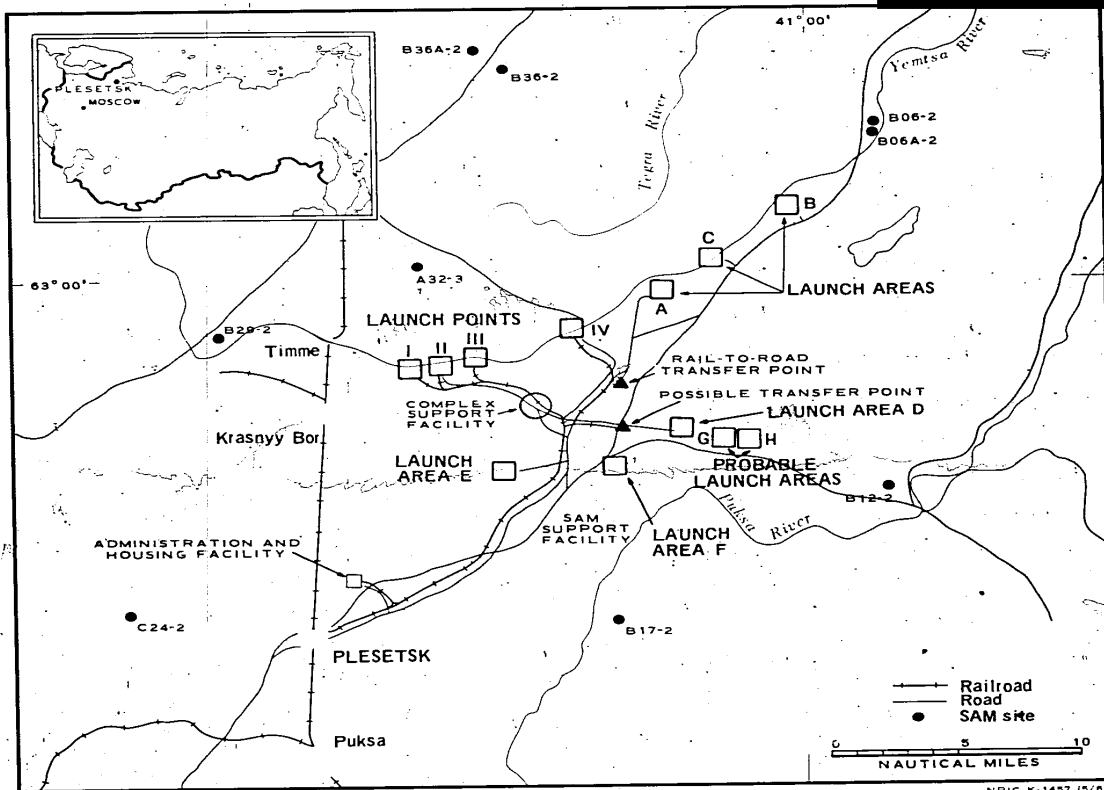 41° 00'
B36A-2
B36-2
Yemtsa River
PLESETSK
MOSCOW
Tegra River
B06-2
B06A-2
B
C
A
LAUNCH AREAS
63° 00'
A32-3
LAUNCH POINTS
B29-2
Timme
I
II
III
IV
RAIL-TO-ROAD
TRANSFER POINT
POSSIBLE TRANSFER POINT
COMPLEX
SUPPORT
FACILITY
LAUNCH AREA D
G
H
Krasnyy Bor
LAUNCH
AREA E
PROBABLE
LAUNCH AREAS
B12-2
Puksa River
SAM
SUPPORT
FACILITY
LAUNCH
AREA F
ADMINISTRATION AND
HOUSING FACILITY
C24-2
B17-2
PLESETSK
Puksa
Railroad
Road
SAM site
0 5 10
NAUTICAL MILES